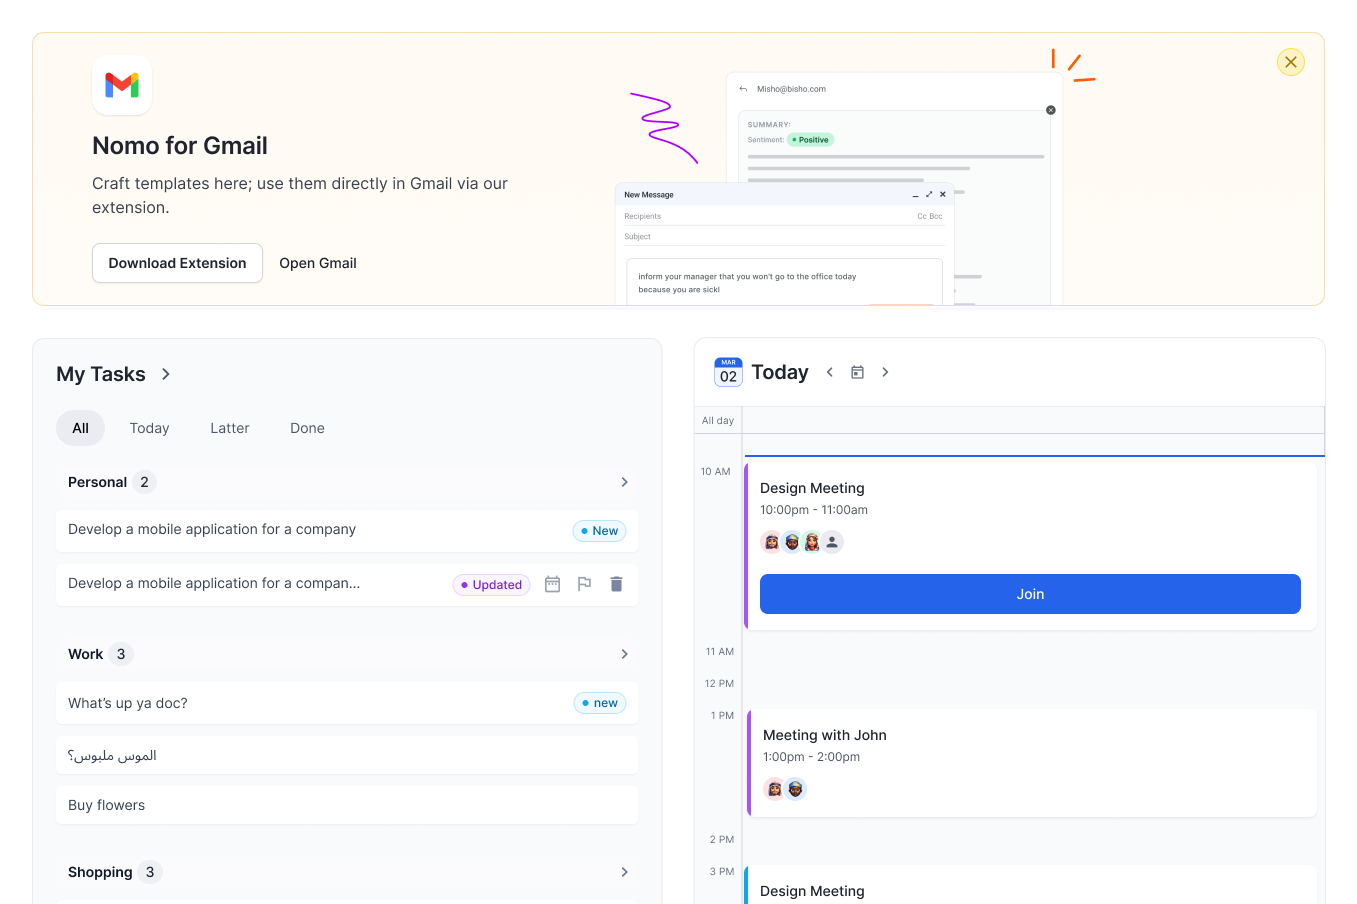 Nomo for Gmail
Craft templates here; use them directly in Gmail via our
extension.
Download Extension
Open Gmail
Misho@bisho.com
SUMMARY:
Sentiment: Positive
New Message
Recipients
Cc Bcc
Subject
inform your manager that you won't go to the office today
because you are sick!
My Tasks
All
Today
Latter
Done
Personal 2
Develop a mobile application for a company
New
Develop a mobile application for a compan...
Updated
Work 3
What's up ya doc?
new
الموس ملبوس؟
Buy flowers
Shopping 3
MAR
02
Today
All day
10 AM
Design Meeting
10:00pm - 11:00am
Join
11 AM
12 PM
1 PM
Meeting with John
1:00pm - 2:00pm
2 PM
3 PM
Design Meeting